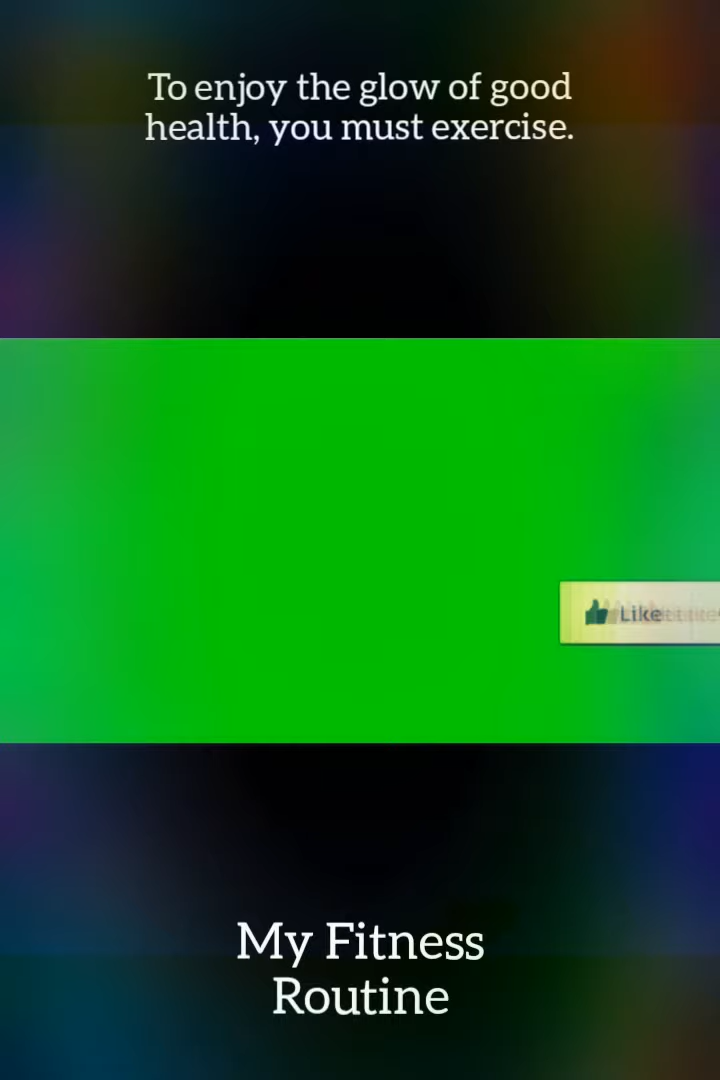 To enjoy the glow of good
health, you must exercise.
Like
My Fitness
Routine